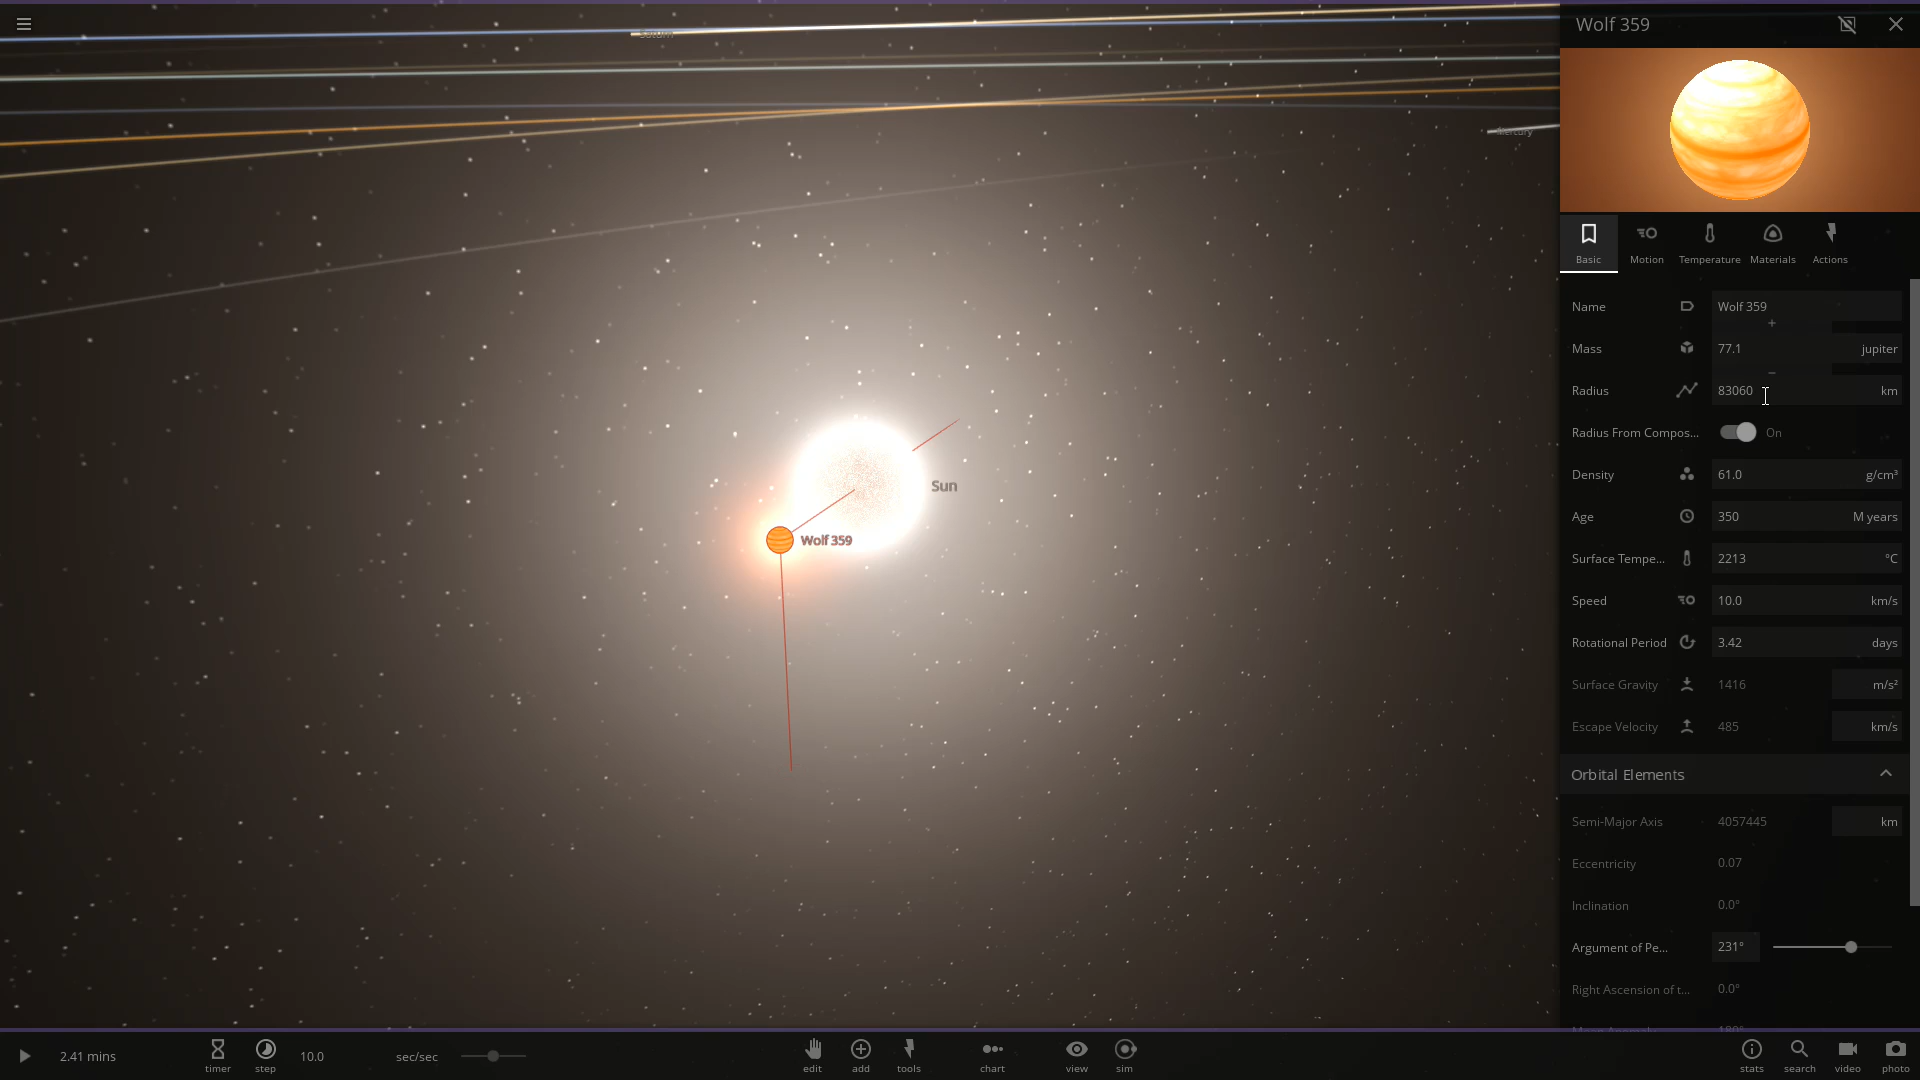 Saturn
Mercury
Sun
Wolf 359
Wolf 359
Basic
Motion
Temperature
Materials
Actions
Name Wolf 359
+
Mass 77.1 jupiter
−
Radius 83060 km
Radius From Compos... On
Density 61.0 g/cm³
Age 350 M years
Surface Tempe... 2213 °C
Speed 10.0 km/s
Rotational Period 3.42 days
Surface Gravity 1416 m/s²
Escape Velocity 485 km/s
Orbital Elements
Semi-Major Axis 4057445 km
Eccentricity 0.07
Inclination 0.0°
Argument of Pe... 231°
Right Ascension of t... 0.0°
2.41 mins
timer
step
10.0 sec/sec
edit
add
tools
chart
view
sim
stats
search
video
photo